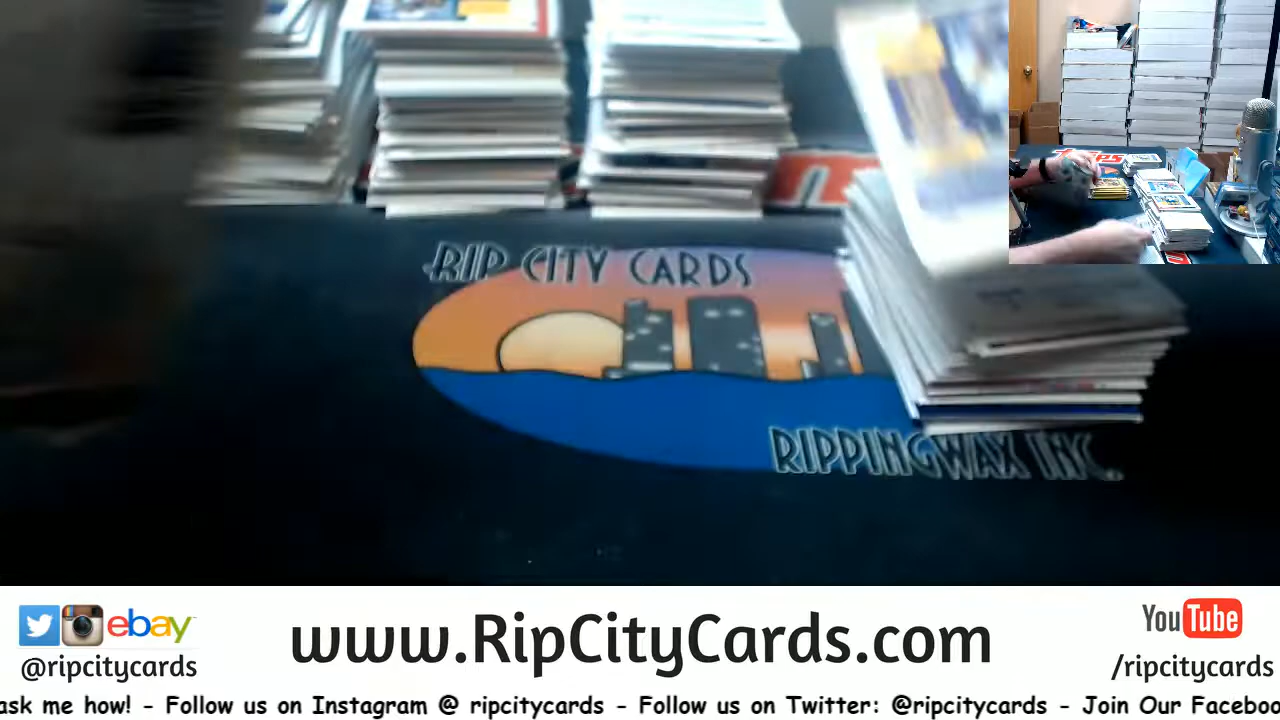 RIP CITY CARDS
RIPPINGWAX INC.
ebay
@ripcitycards
www.RipCityCards.com
YouTube
/ripcitycards
ask me how! - Follow us on Instagram @ ripcitycards - Follow us on Twitter: @ripcitycards - Join Our Faceboo